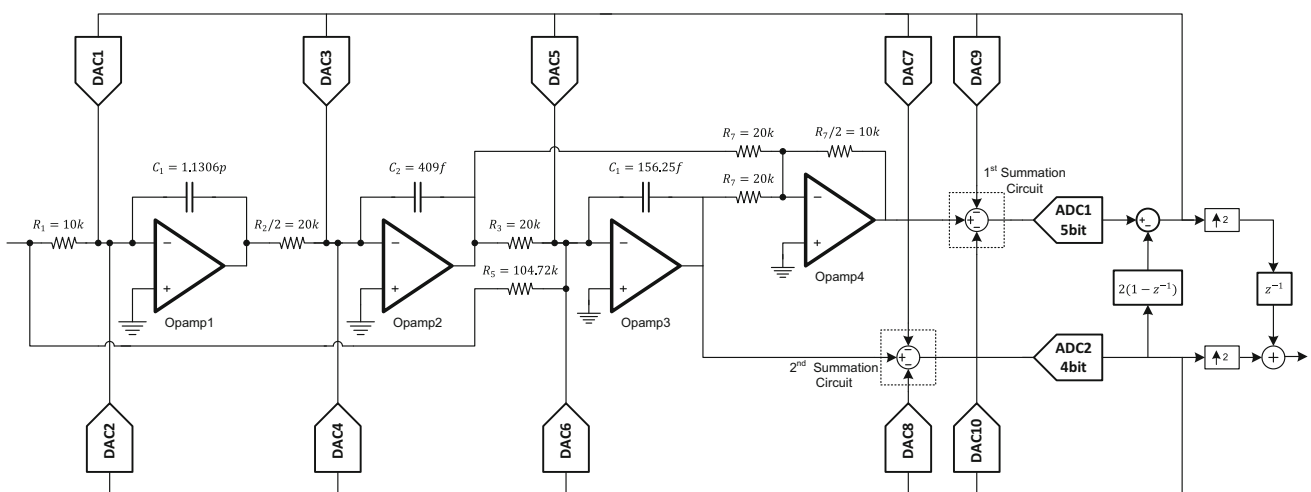 DAC1
DAC3
DAC5
DAC7
DAC9
C₁ = 1.1306p
C₂ = 409f
C₁ = 156.25f
R₇ = 20k
R₇/2 = 10k
R₇ = 20k
1st Summation
Circuit
R₁ = 10k
R₂/2 = 20k
R₃ = 20k
R₅ = 104.72k
−
+
Opamp1
−
+
Opamp2
−
+
Opamp3
−
+
Opamp4
−
+
−
ADC1
5bit
+
−
↑2
2(1 − z⁻¹)
z⁻¹
2nd Summation
Circuit
−
+
−
ADC2
4bit
↑2
+
DAC2
DAC4
DAC6
DAC8
DAC10